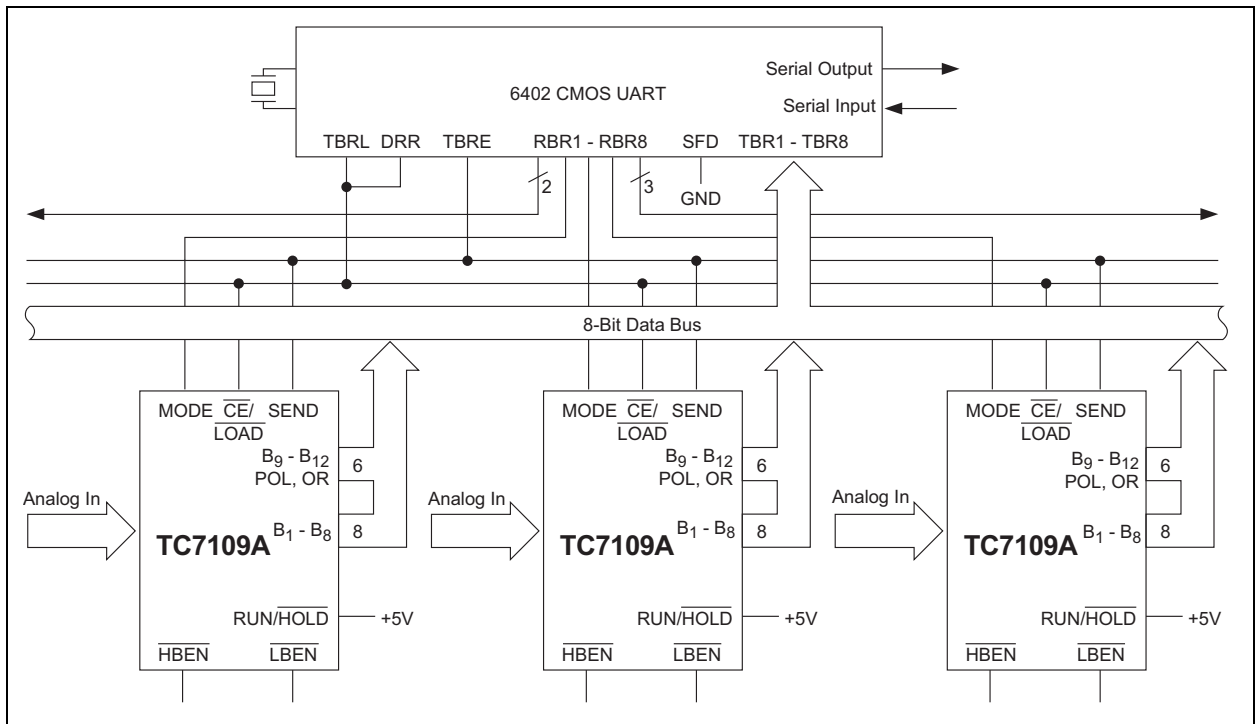 Serial Output
6402 CMOS UART
Serial Input
TBRL DRR TBRE RBR1 - RBR8 SFD TBR1 - TBR8
2 3
GND
8-Bit Data Bus
MODE CE/ SEND
LOAD
B9 - B12
POL, OR
6
Analog In
B1 - B8
8
TC7109A
RUN/HOLD
+5V
HBEN LBEN
MODE CE/ SEND
LOAD
B9 - B12
POL, OR
6
Analog In
B1 - B8
8
TC7109A
RUN/HOLD
+5V
HBEN LBEN
MODE CE/ SEND
LOAD
B9 - B12
POL, OR
6
Analog In
B1 - B8
8
TC7109A
RUN/HOLD
+5V
HBEN LBEN